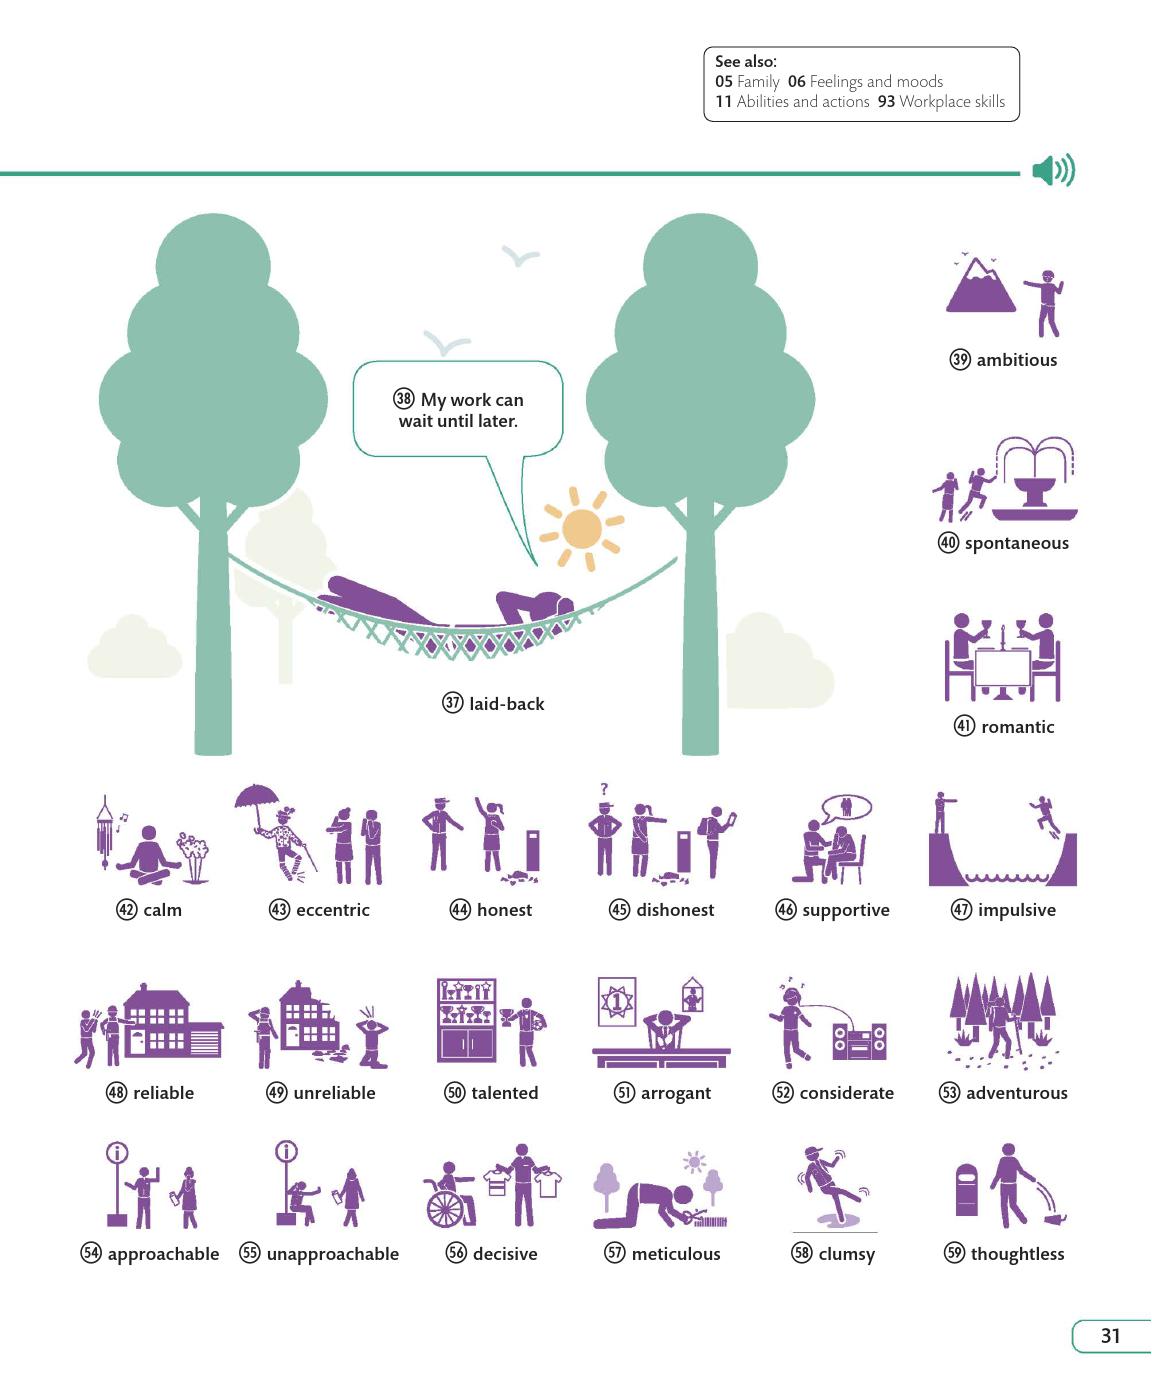 See also:
05 Family 06 Feelings and moods
11 Abilities and actions 93 Workplace skills
38 My work can
wait until later.
37 laid-back
39 ambitious
40 spontaneous
41 romantic
?
42 calm
43 eccentric
44 honest
45 dishonest
46 supportive
47 impulsive
1
48 reliable
49 unreliable
50 talented
51 arrogant
52 considerate
53 adventurous
i
i
54 approachable
55 unapproachable
56 decisive
57 meticulous
58 clumsy
59 thoughtless
31